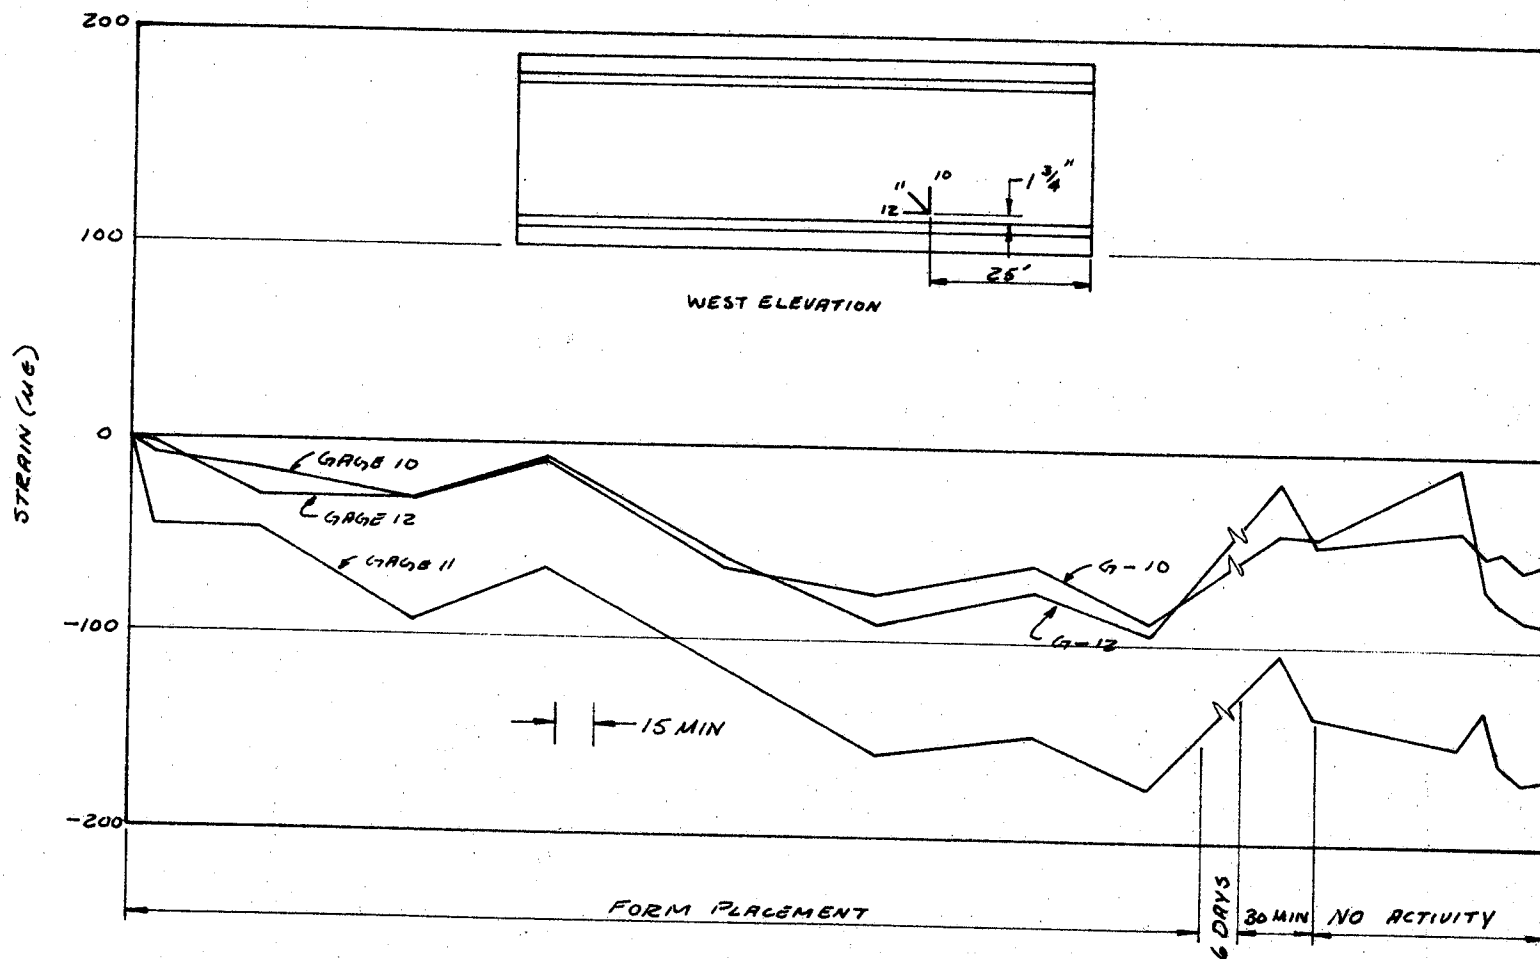 200
10
11
1 3/4"
12
100
25'
WEST ELEVATION
STRAIN (µε)
0
GAGE 10
GAGE 12
GAGE 11
G-10
G-12
-100
15 MIN
-200
FORM PLACEMENT
6 DAYS
30 MIN
NO ACTIVITY